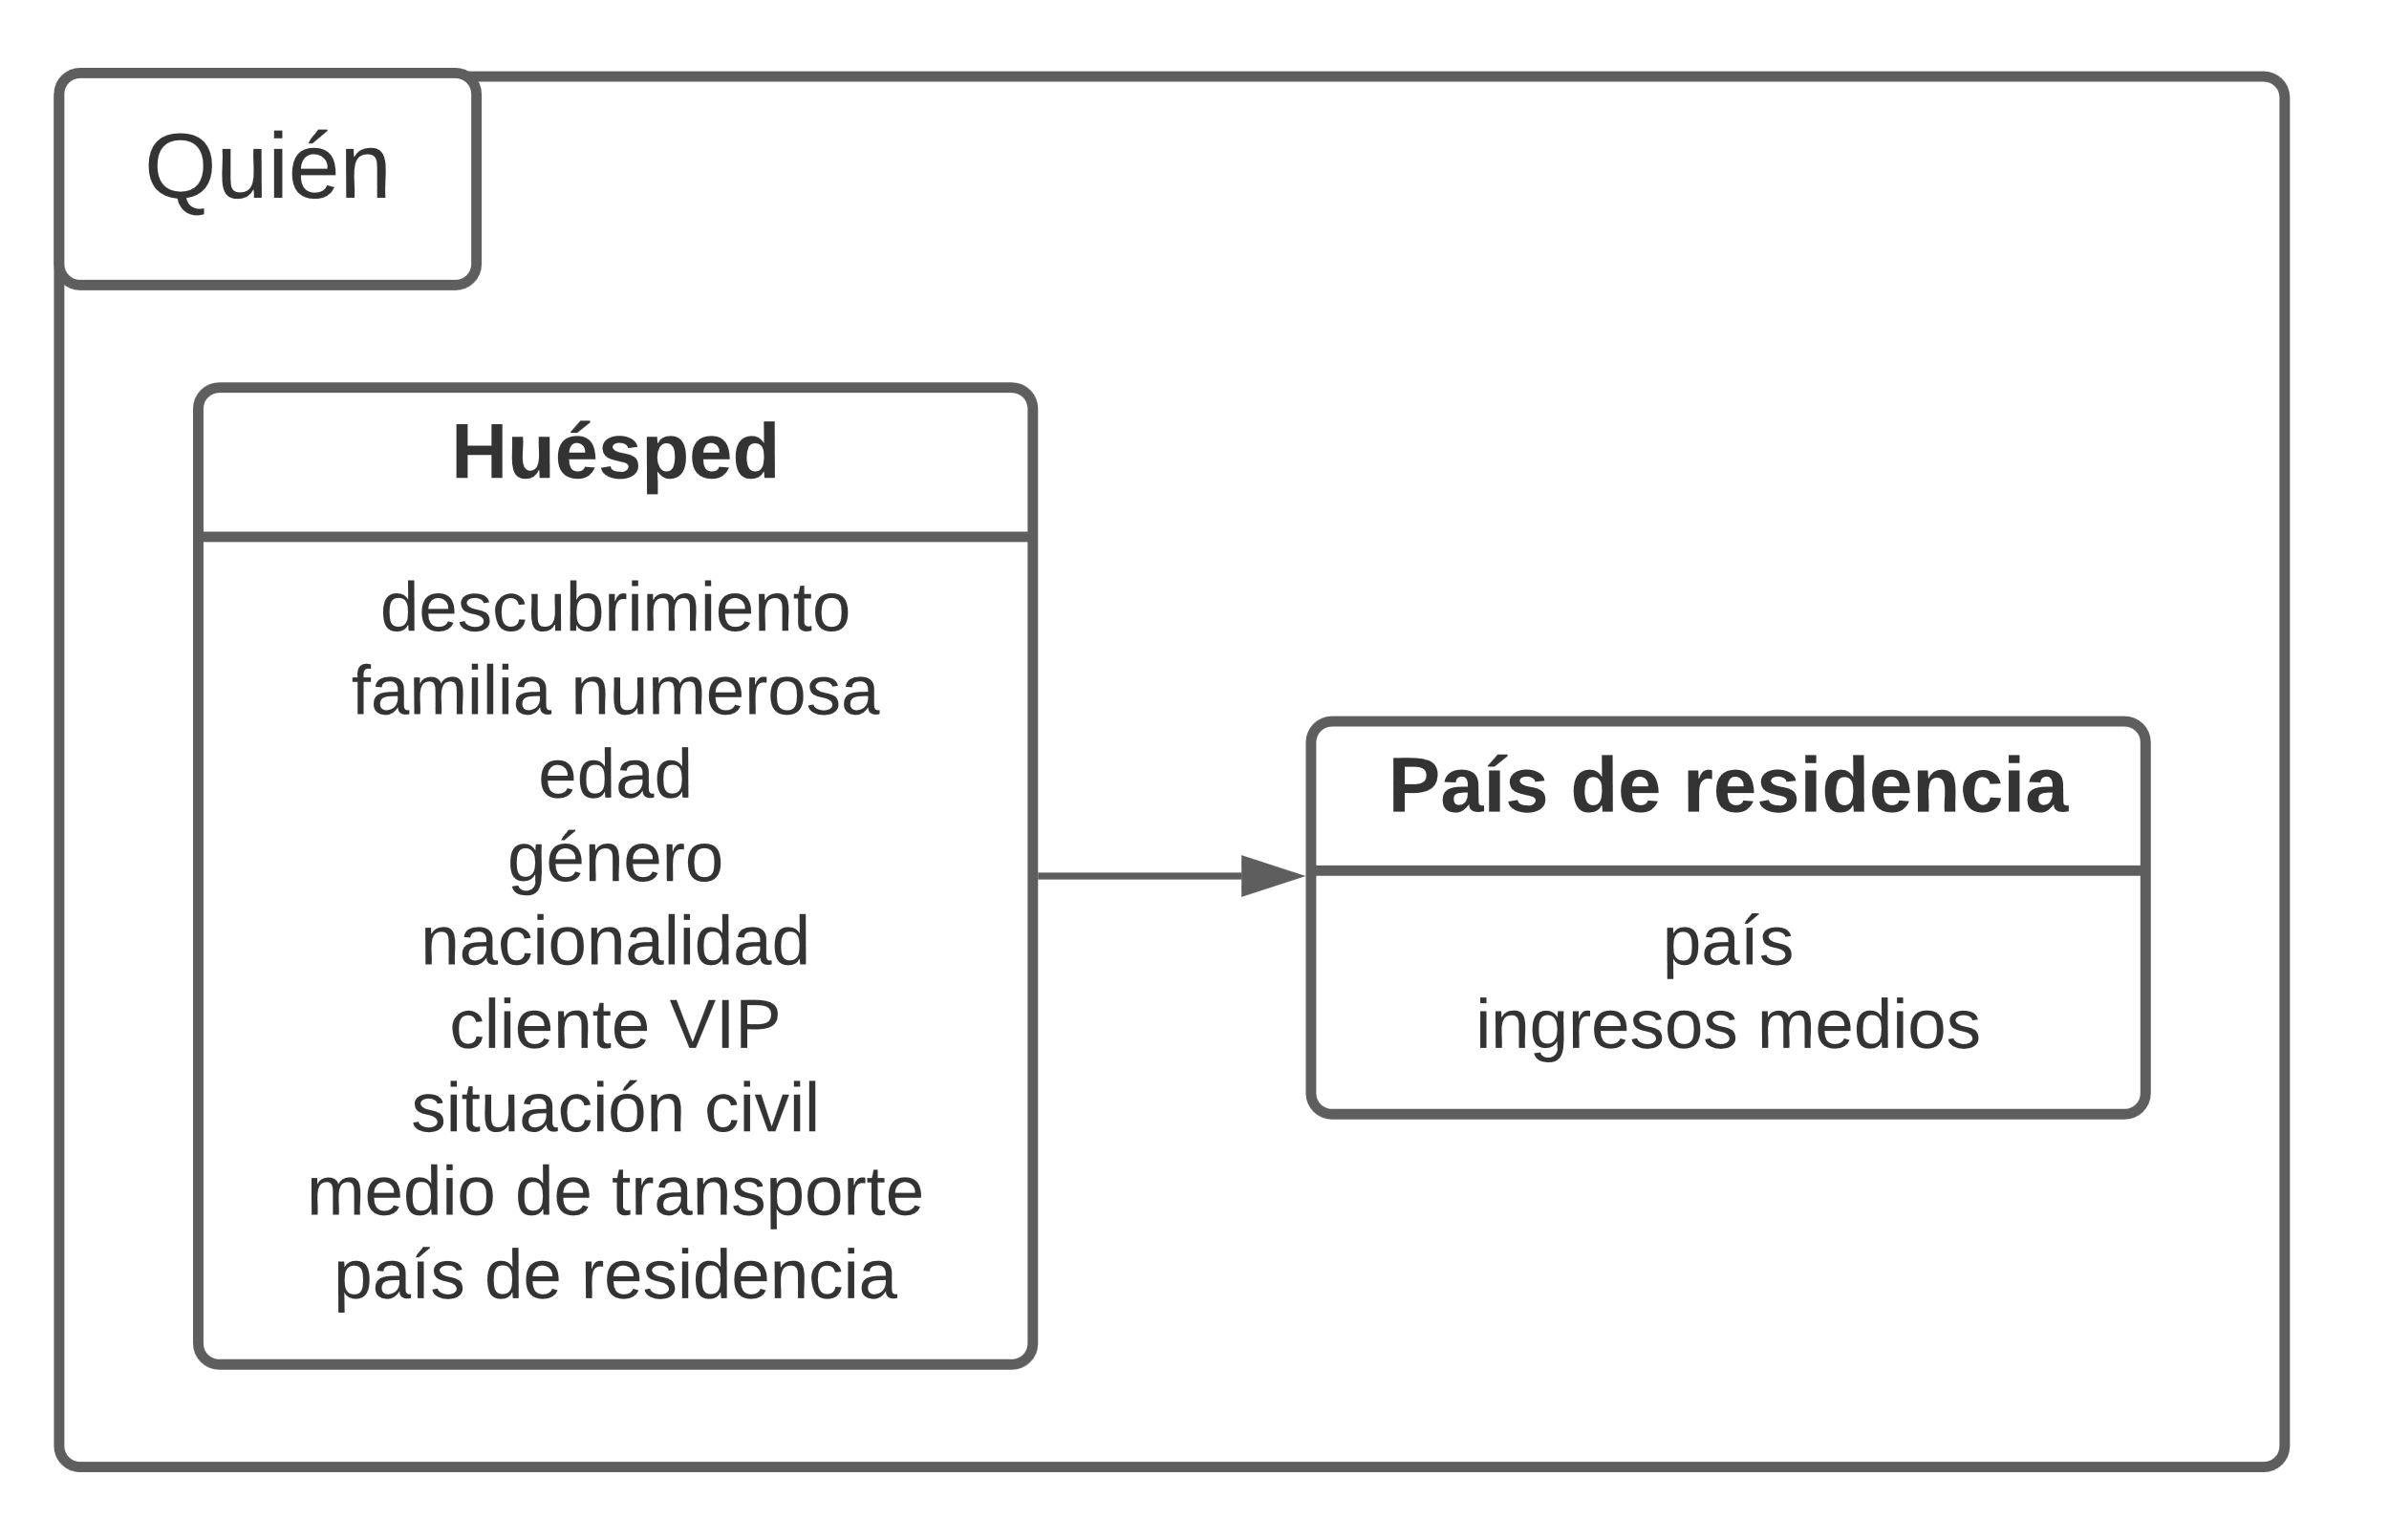 Quién
Huésped
descubrimiento
familia numerosa
edad
género
nacionalidad
cliente VIP
situación civil
medio de transporte
país de residencia
País de residencia
país
ingresos medios